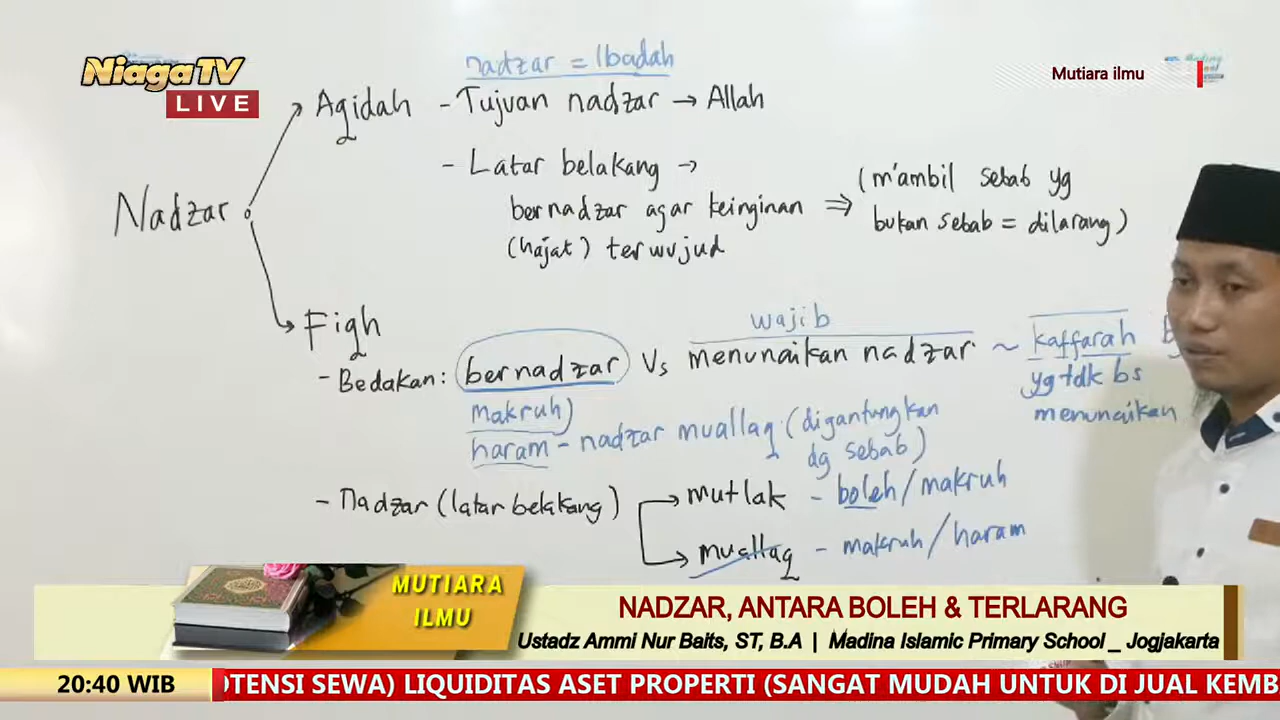 NiagaTV
LIVE
Mutiara ilmu
nadzar = Ibadah
Aqidah - Tujuan nadzar → Allah
- Latar belakang →
bernadzar agar keinginan
(hajat) terwujud
⇒ (m'ambil sebab yg
bukan sebab = dilarang)
Nadzar
Fiqh
- Bedakan: bernadzar Vs menunaikan nadzar
wajib
~ kaffarah
yg tdk bs
menunaikan
makruh)
haram - nadzar muallaq (digantungkan
dg sebab)
- Nadzar (latar belakang)
mutlak - boleh/makruh
muallaq - makruh/haram
MUTIARA
ILMU
NADZAR, ANTARA BOLEH & TERLARANG
Ustadz Ammi Nur Baits, ST, B.A | Madina Islamic Primary School _ Jogjakarta
20:40 WIB
OTENSI SEWA) LIQUIDITAS ASET PROPERTI (SANGAT MUDAH UNTUK DI JUAL KEMB